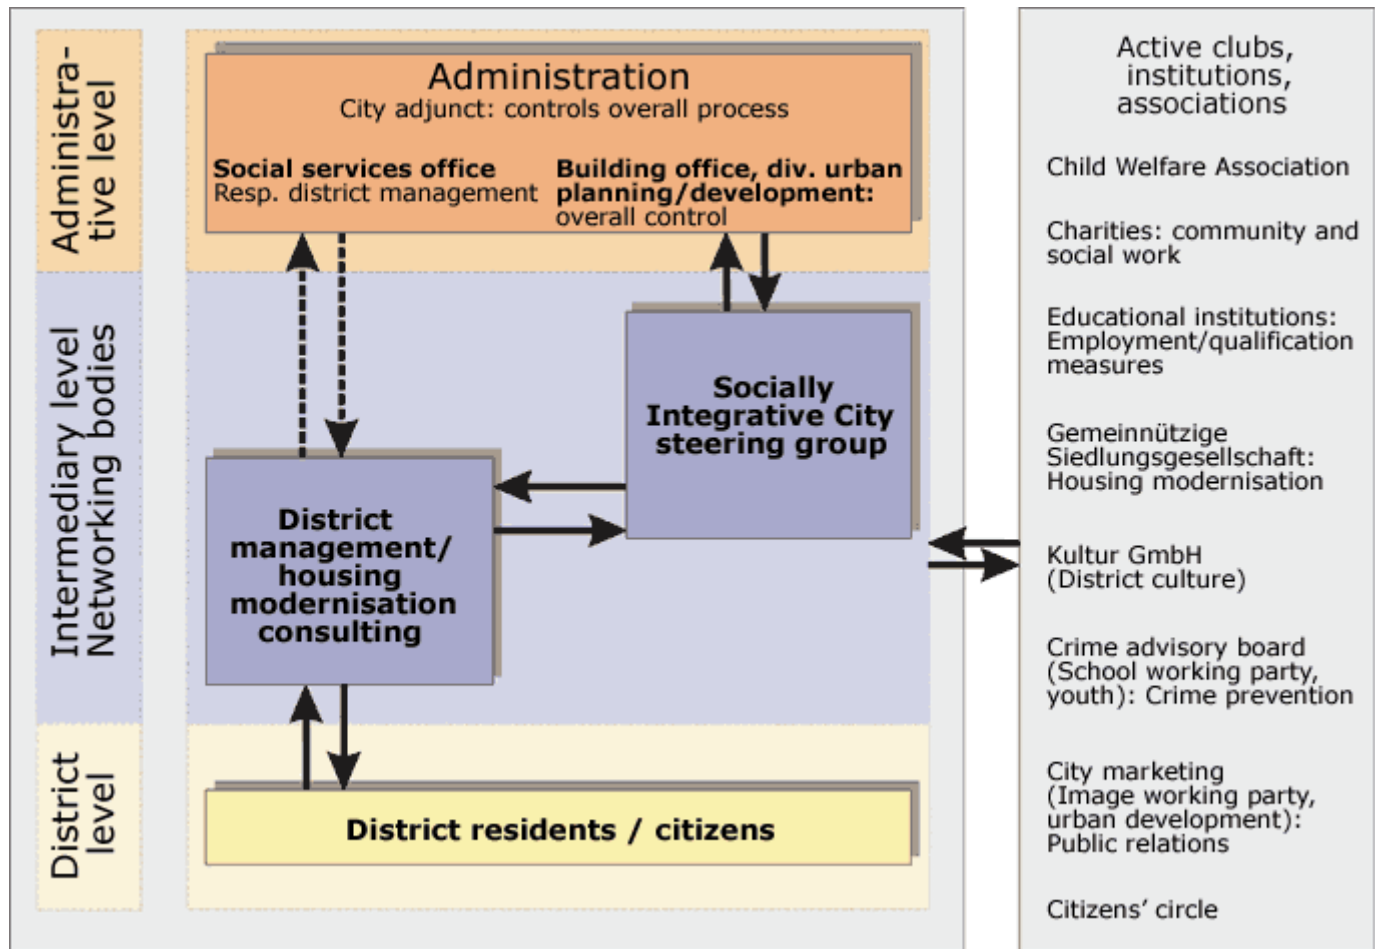 Administra-
tive level
Administration
City adjunct: controls overall process
Social services office
Resp. district management
Building office, div. urban
planning/development:
overall control
Intermediary level
Networking bodies
Socially
Integrative City
steering group
District
management/
housing
modernisation
consulting
District
level
District residents / citizens
Active clubs,
institutions,
associations
Child Welfare Association
Charities: community and
social work
Educational institutions:
Employment/qualification
measures
Gemeinnützige
Siedlungsgesellschaft:
Housing modernisation
Kultur GmbH
(District culture)
Crime advisory board
(School working party,
youth): Crime prevention
City marketing
(Image working party,
urban development):
Public relations
Citizens’ circle